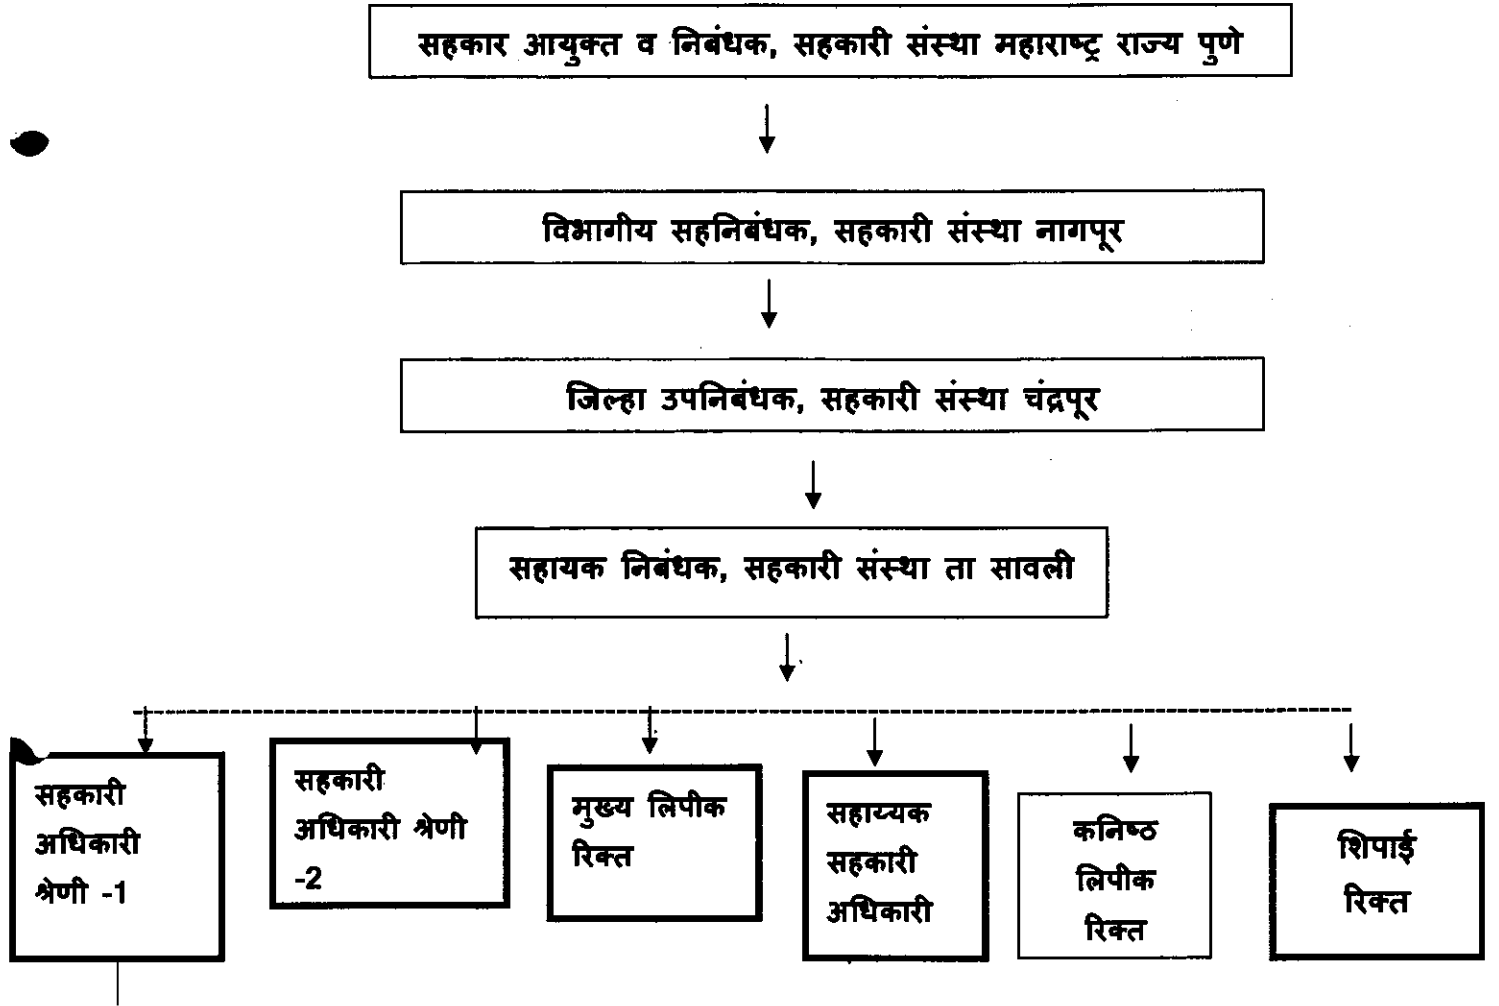 सहकार आयुक्त व निबंधक, सहकारी संस्था महाराष्ट्र राज्य पुणे
विभागीय सहनिबंधक, सहकारी संस्था नागपूर
जिल्हा उपनिबंधक, सहकारी संस्था चंद्रपूर
सहायक निबंधक, सहकारी संस्था ता सावली
सहकारी
अधिकारी
श्रेणी -1
सहकारी
अधिकारी श्रेणी
-2
मुख्य लिपीक
रिक्त
सहाय्यक
सहकारी
अधिकारी
कनिष्ठ
लिपीक
रिक्त
शिपाई
रिक्त